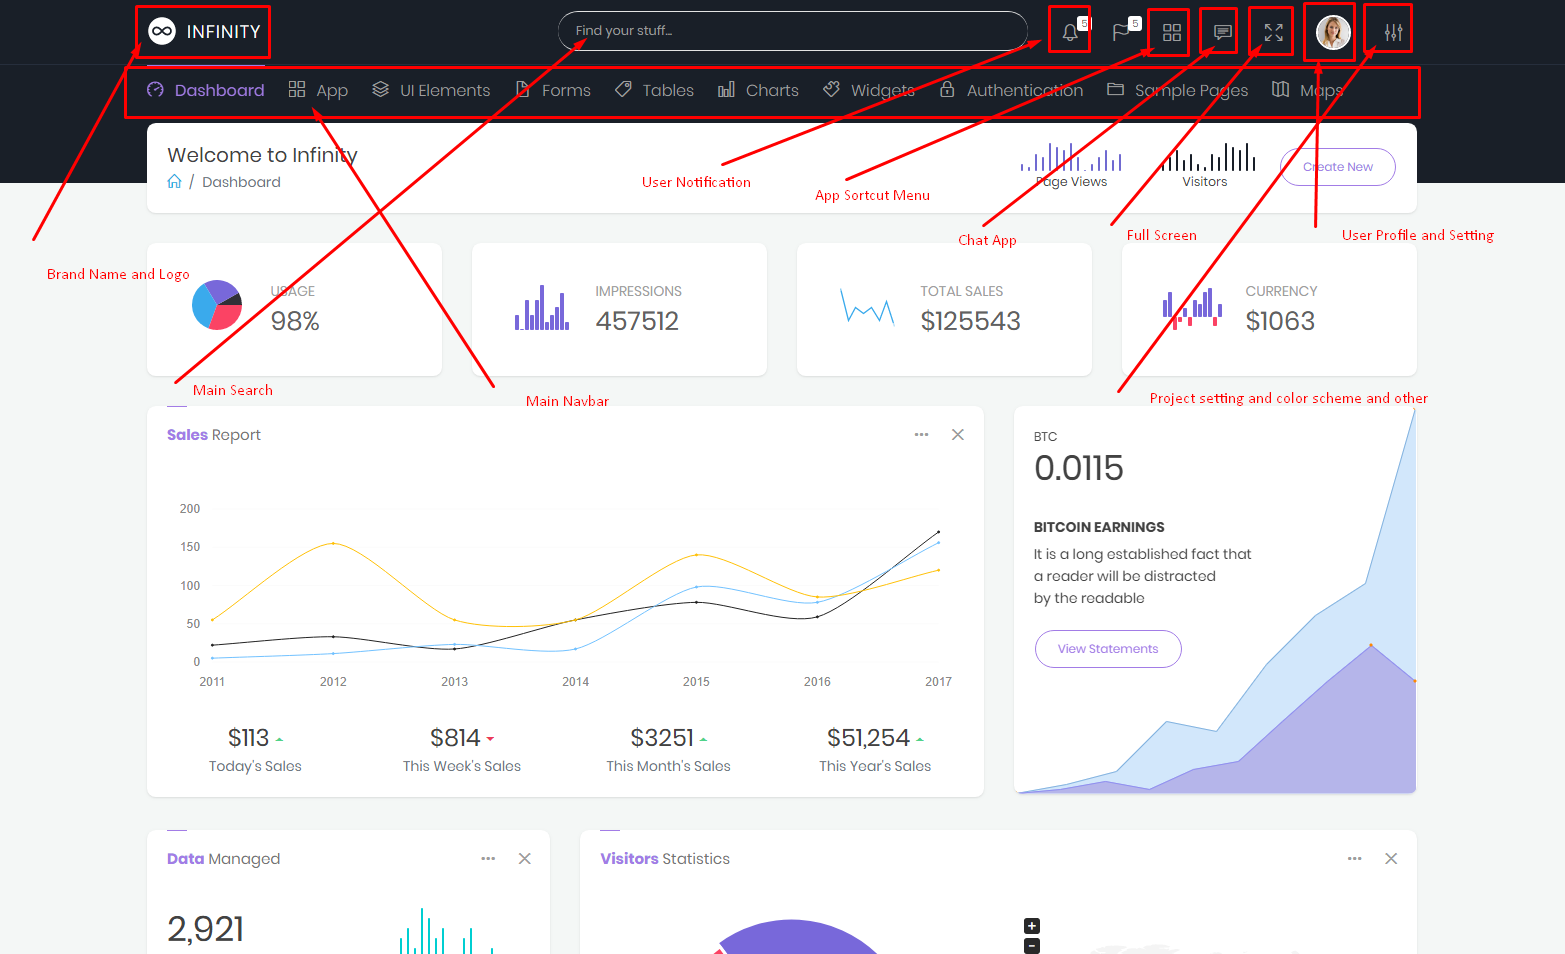 INFINITY
Find your stuff...
5
5
Dashboard App UI Elements Forms Tables Charts Widgets Authentication Sample Pages Maps
Welcome to Infinity
/ Dashboard
Page Views
Visitors
Create New
User Notification
App Sortcut Menu
Chat App
Full Screen
User Profile and Setting
Brand Name and Logo
USAGE
98%
IMPRESSIONS
457512
TOTAL SALES
$125543
CURRENCY
$1063
Main Search
Main Navbar
Project setting and color scheme and other
Sales Report
200
150
100
50
0
2011 2012 2013 2014 2015 2016 2017
$113
Today's Sales
$814
This Week's Sales
$3251
This Month's Sales
$51,254
This Year's Sales
BTC
0.0115
BITCOIN EARNINGS
It is a long established fact that
a reader will be distracted
by the readable
View Statements
Data Managed
2,921
Visitors Statistics
+
−